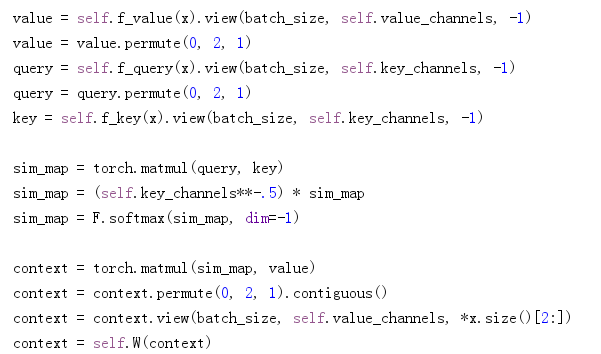 value = self.f_value(x).view(batch_size, self.value_channels, -1)
value = value.permute(0, 2, 1)
query = self.f_query(x).view(batch_size, self.key_channels, -1)
query = query.permute(0, 2, 1)
key = self.f_key(x).view(batch_size, self.key_channels, -1)
sim_map = torch.matmul(query, key)
sim_map = (self.key_channels**-.5) * sim_map
sim_map = F.softmax(sim_map, dim=-1)
context = torch.matmul(sim_map, value)
context = context.permute(0, 2, 1).contiguous()
context = context.view(batch_size, self.value_channels, *x.size()[2:])
context = self.W(context)